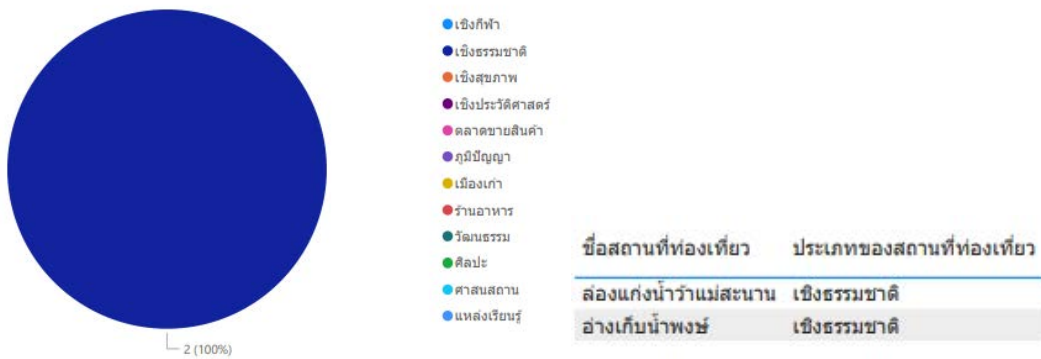 เชิงกีฬา
เชิงธรรมชาติ
เชิงสุขภาพ
เชิงประวัติศาสตร์
ตลาดขายสินค้า
ภูมิปัญญา
เมืองเก่า
ร้านอาหาร
วัฒนธรรม
ศิลปะ
ศาสนสถาน
แหล่งเรียนรู้
2 (100%)
ชื่อสถานที่ท่องเที่ยว ประเภทของสถานที่ท่องเที่ยว
ล่องแก่งน้ำว้าแม่สะนาน เชิงธรรมชาติ
อ่างเก็บน้ำพงษ์ เชิงธรรมชาติ